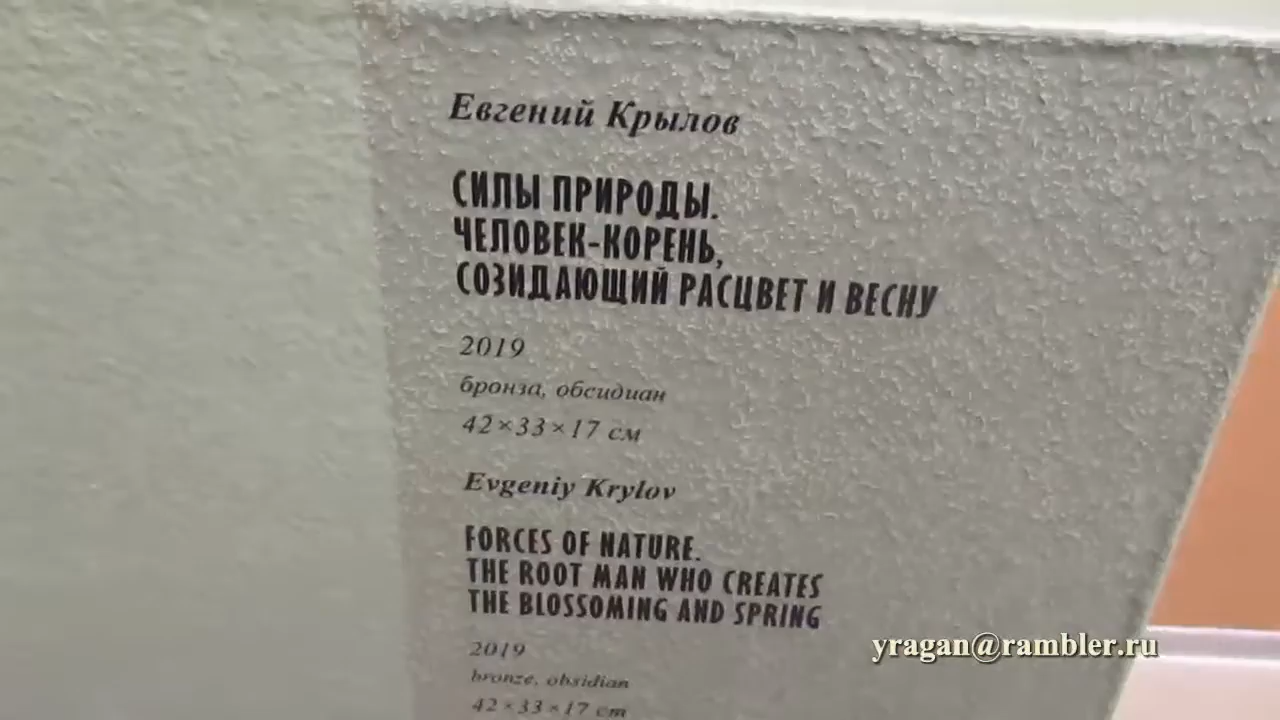 Евгений Крылов
СИЛЫ ПРИРОДЫ.
ЧЕЛОВЕК-КОРЕНЬ,
СОЗИДАЮЩИЙ РАСЦВЕТ И ВЕСНУ
2019
бронза, обсидиан
42×33×17 см
Evgeniy Krylov
FORCES OF NATURE.
THE ROOT MAN WHO CREATES
THE BLOSSOMING AND SPRING
2019
bronze, obsidian
42×33×17 cm
yragan@rambler.ru